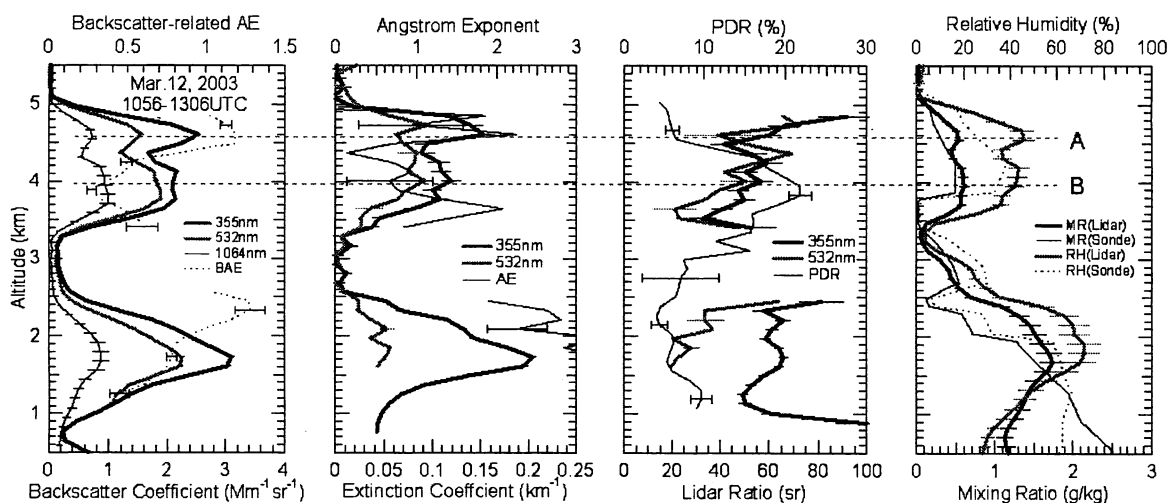 Backscatter-related AE
0 0.5 1 1.5
Mar.12, 2003
1056-1306UTC
Altitude (km)
5
4
3
2
1
355nm
532nm
1064nm
BAE
0 1 2 3 4
Backscatter Coefficient (Mm⁻¹sr⁻¹)
Angstrom Exponent
0 1 2 3
355nm
532nm
AE
0 0.05 0.1 0.15 0.2 0.25
Extinction Coeffcient (km⁻¹)
PDR (%)
0 10 20 30
355nm
532nm
PDR
0 20 40 60 80 100
Lidar Ratio (sr)
Relative Humidity (%)
0 20 40 60 80 100
A
B
MR(Lidar)
MR(Sonde)
RH(Lidar)
RH(Sonde)
0 1 2 3
Mixing Ratio (g/kg)